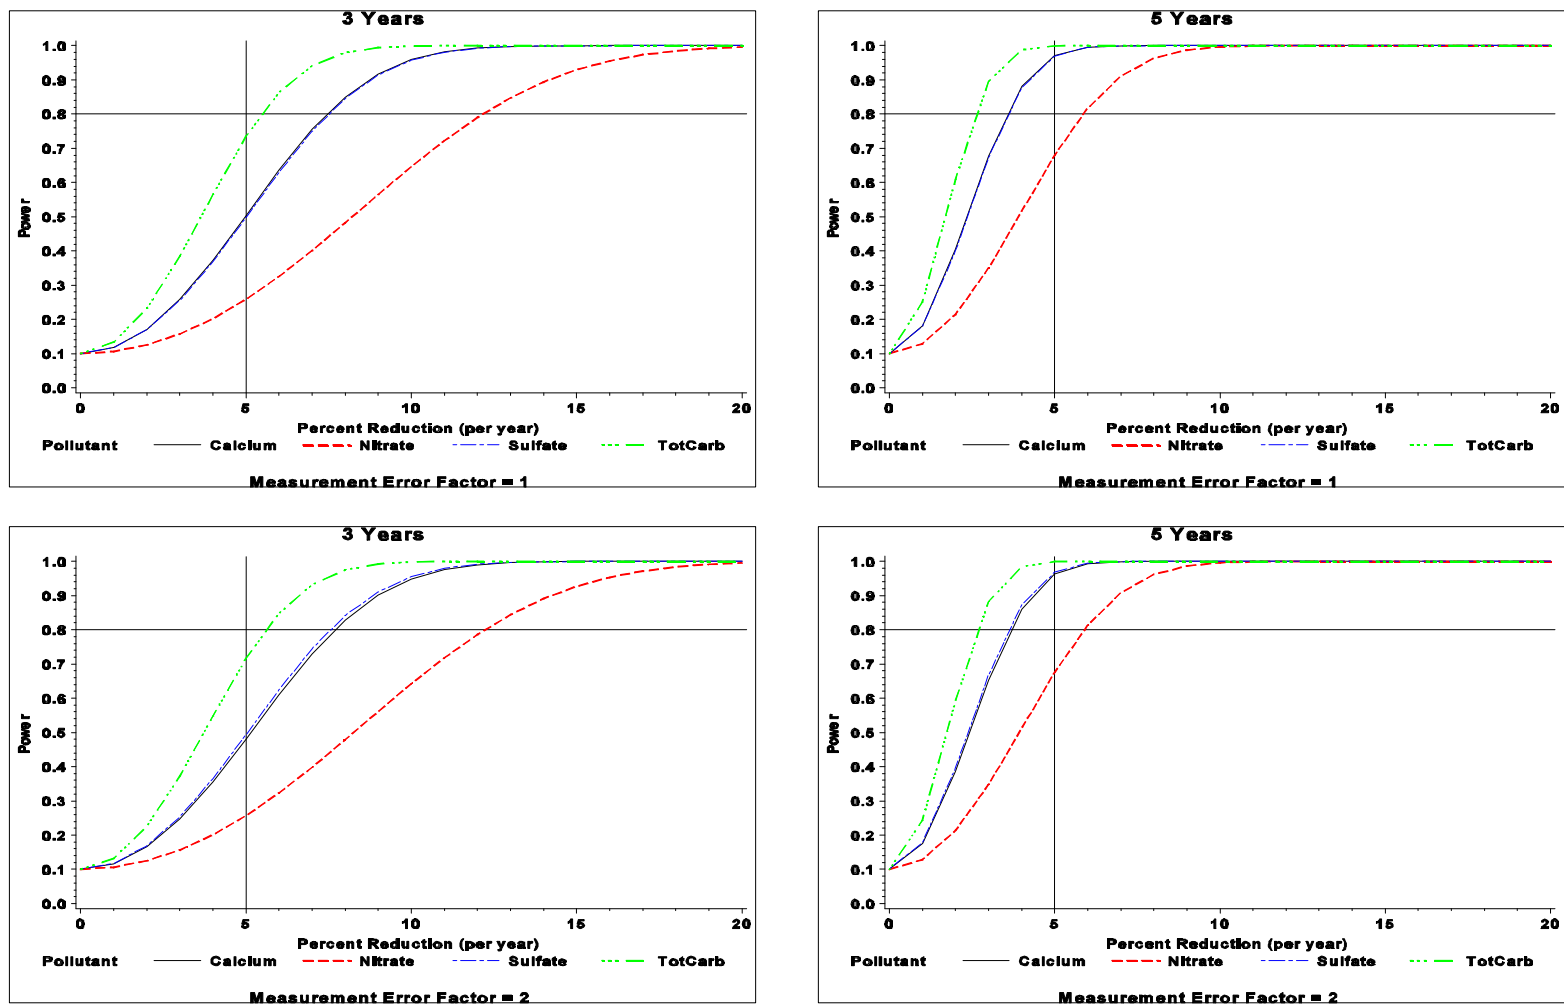 3 Years
1.0
0.9
0.8
0.7
0.6
0.5
0.4
0.3
0.2
0.1
0.0
Power
0 5 10 15 20
Percent Reduction (per year)
Pollutant Calcium Nitrate Sulfate TotCarb
Measurement Error Factor = 1
5 Years
1.0
0.9
0.8
0.7
0.6
0.5
0.4
0.3
0.2
0.1
0.0
Power
0 5 10 15 20
Percent Reduction (per year)
Pollutant Calcium Nitrate Sulfate TotCarb
Measurement Error Factor = 1
3 Years
1.0
0.9
0.8
0.7
0.6
0.5
0.4
0.3
0.2
0.1
0.0
Power
0 5 10 15 20
Percent Reduction (per year)
Pollutant Calcium Nitrate Sulfate TotCarb
Measurement Error Factor = 2
5 Years
1.0
0.9
0.8
0.7
0.6
0.5
0.4
0.3
0.2
0.1
0.0
Power
0 5 10 15 20
Percent Reduction (per year)
Pollutant Calcium Nitrate Sulfate TotCarb
Measurement Error Factor = 2